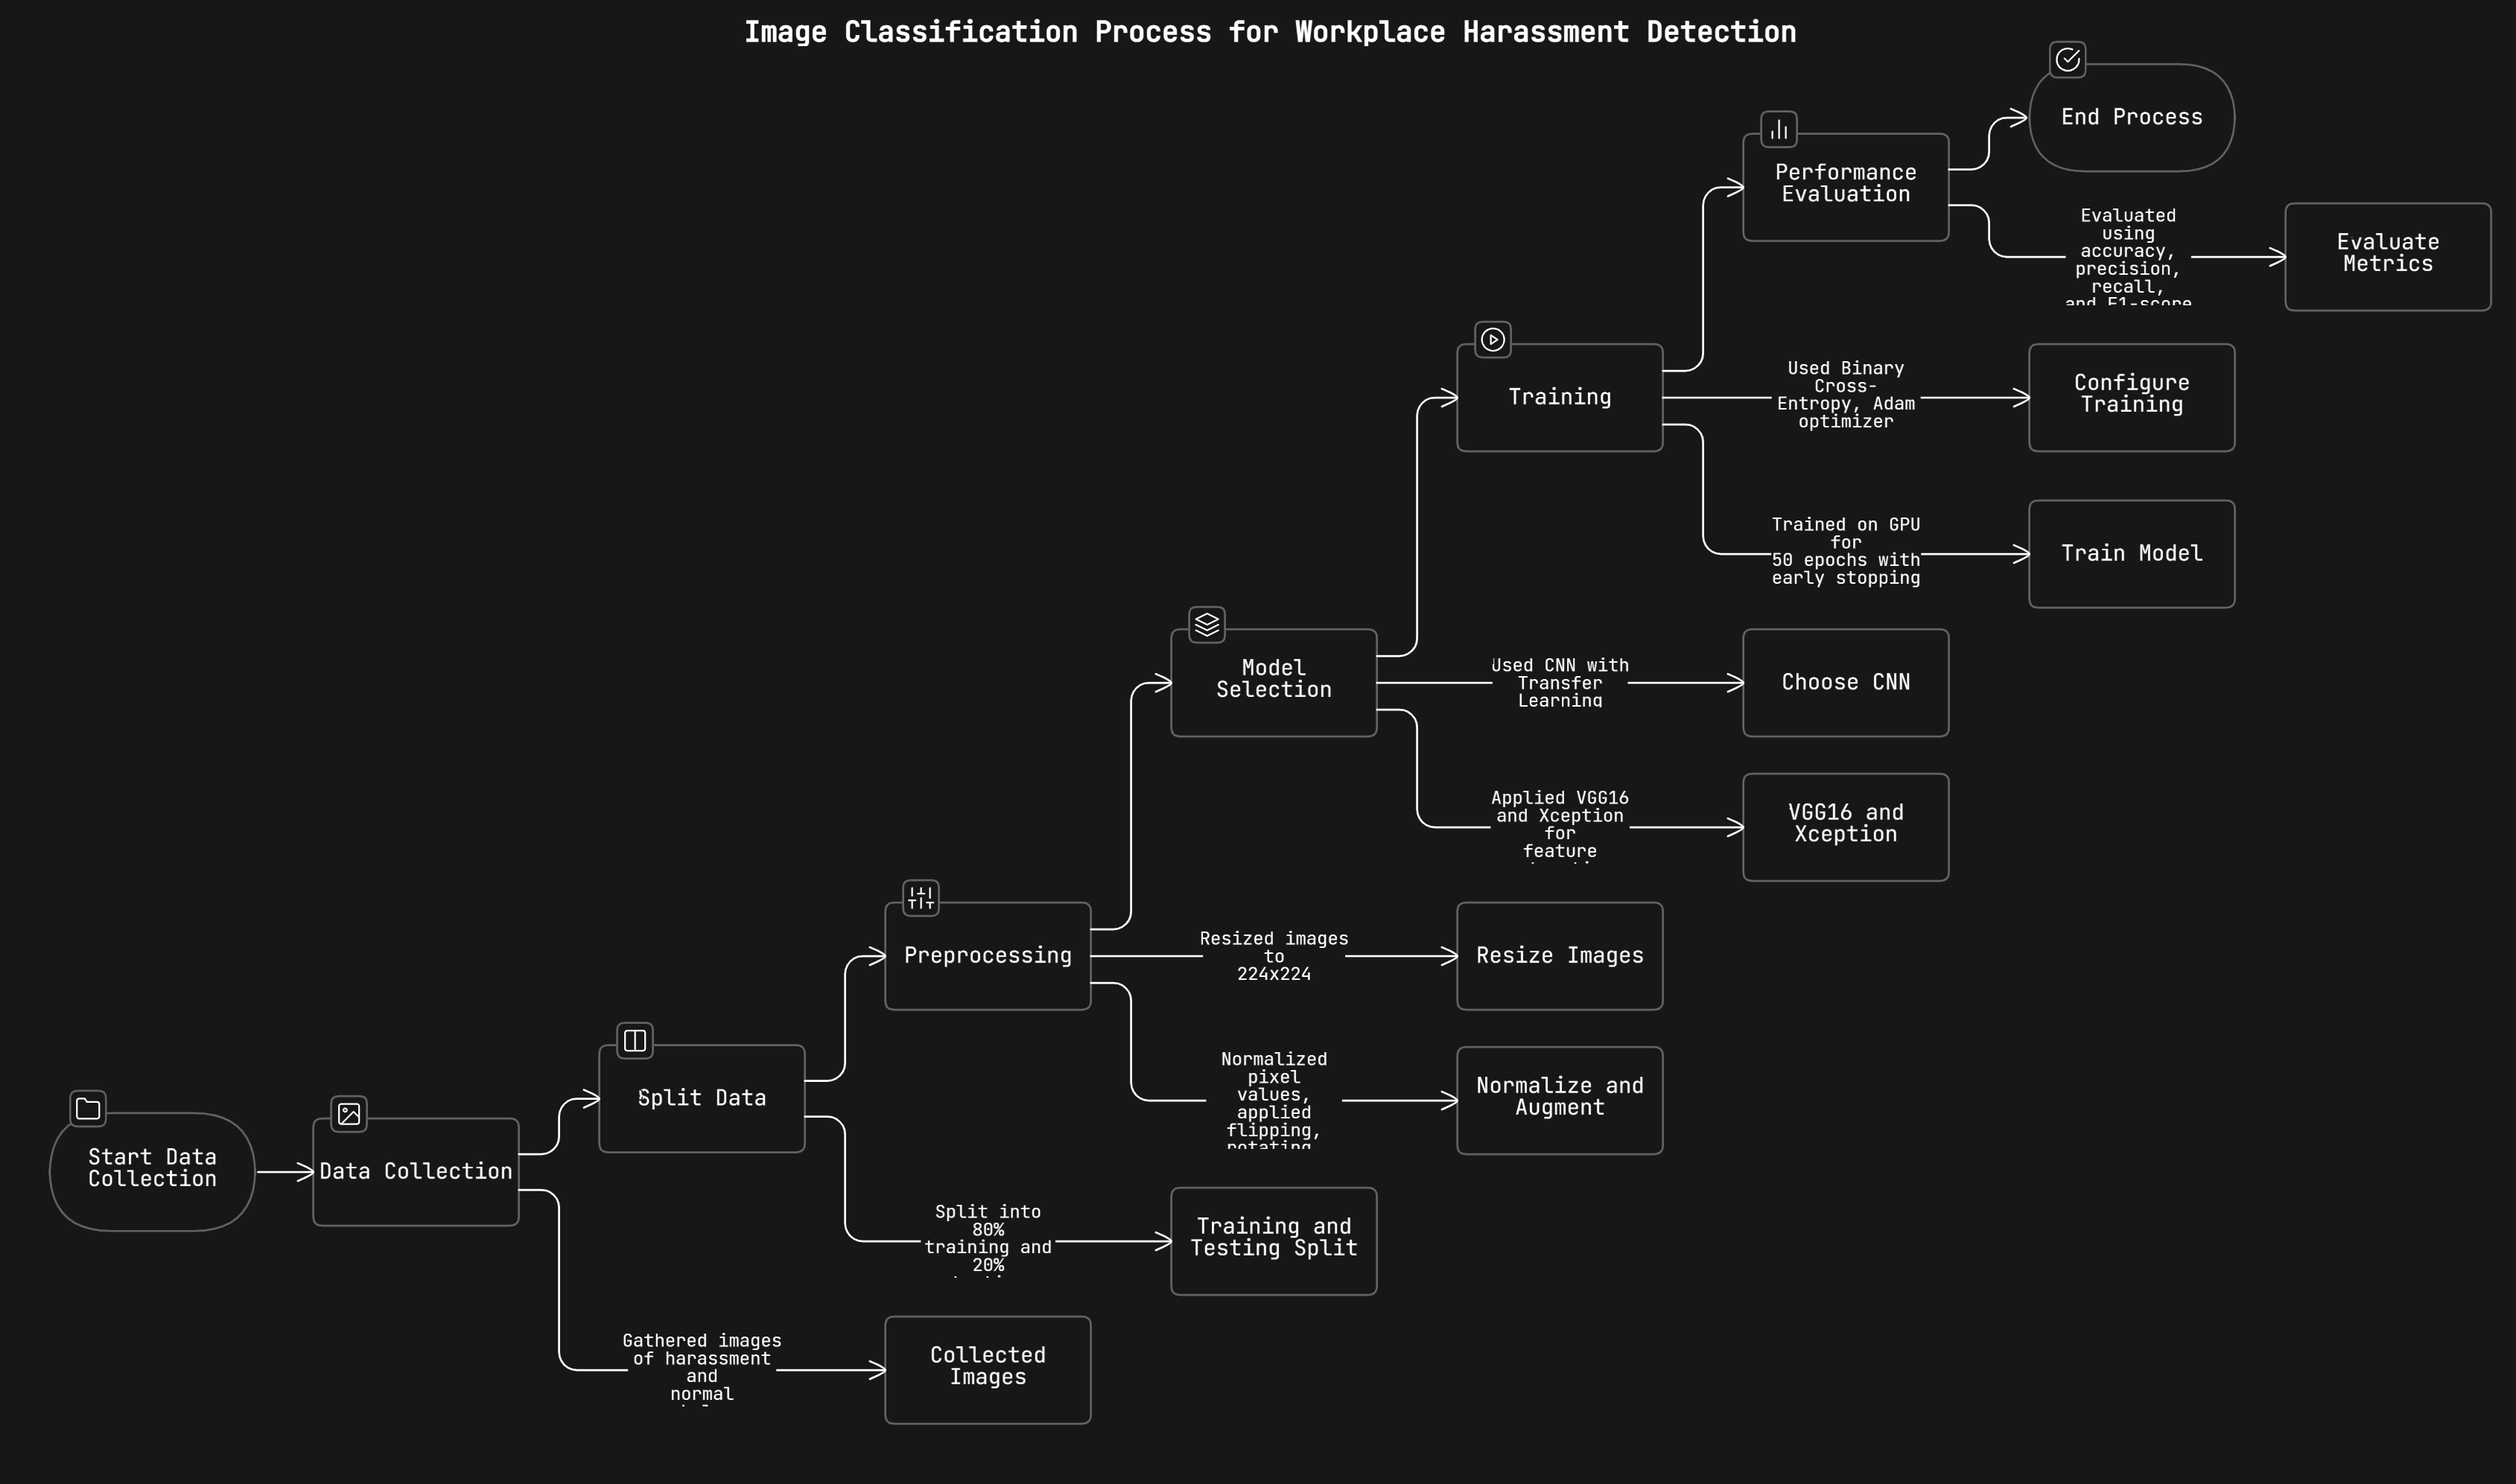 Image Classification Process for Workplace Harassment Detection
End Process
Performance
Evaluation
Evaluated
using
accuracy,
precision,
recall,
and F1-score
Evaluate
Metrics
Training
Used Binary
Cross-
Entropy, Adam
optimizer
Configure
Training
Trained on GPU
for
50 epochs with
early stopping
Train Model
Model
Selection
Used CNN with
Transfer
Learning
Choose CNN
Applied VGG16
and Xception
for
feature
VGG16 and
Xception
Preprocessing
Resized images
to
224x224
Resize Images
Normalized
pixel
values,
applied
flipping,
rotating
Normalize and
Augment
Split Data
Start Data
Collection
Data Collection
Split into
80%
training and
20%
Training and
Testing Split
Gathered images
of harassment
and
normal
Collected
Images